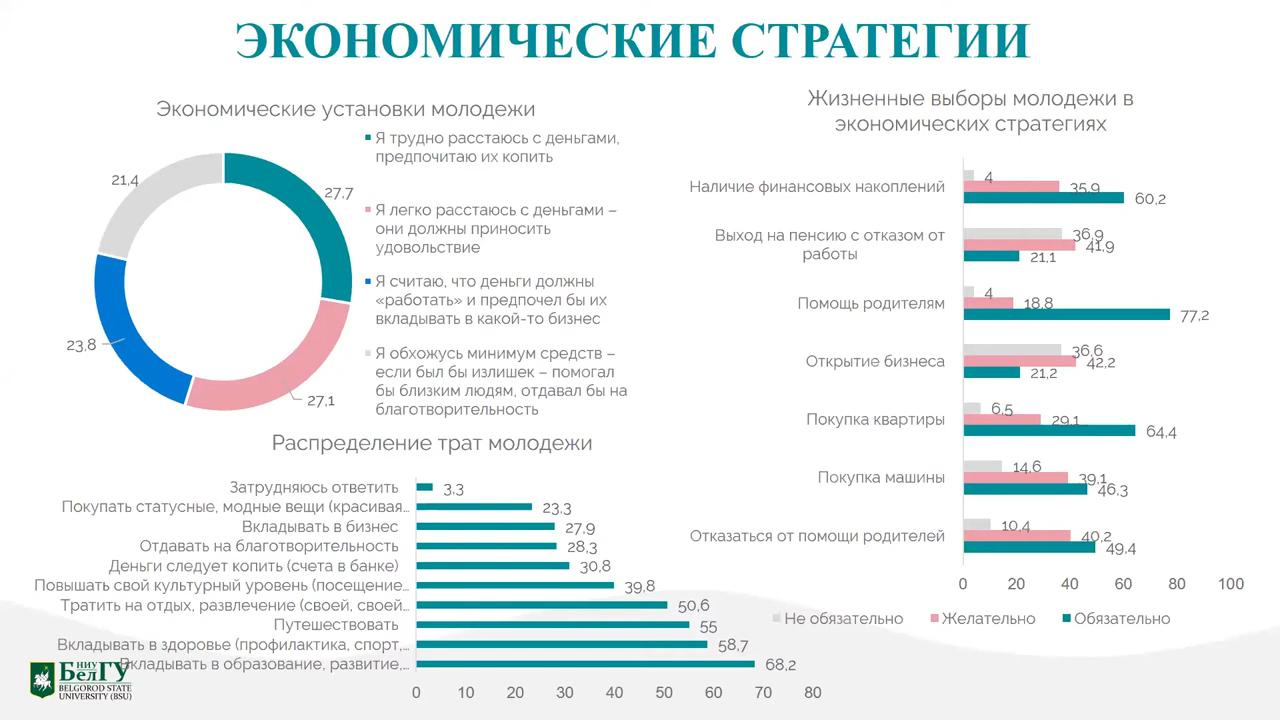 ЭКОНОМИЧЕСКИЕ СТРАТЕГИИ
Экономические установки молодежи
21,4
27,7
23,8
27,1
Я трудно расстаюсь с деньгами,
предпочитаю их копить
Я легко расстаюсь с деньгами –
они должны приносить
удовольствие
Я считаю, что деньги должны
«работать» и предпочел бы их
вкладывать в какой-то бизнес
Я обхожусь минимум средств –
если был бы излишек – помогал
бы близким людям, отдавал бы на
благотворительность
Распределение трат молодежи
Затрудняюсь ответить 3,3
Покупать статусные, модные вещи (красивая... 23,3
Вкладывать в бизнес 27,9
Отдавать на благотворительность 28,3
Деньги следует копить (счета в банке) 30,8
Повышать свой культурный уровень (посещение... 39,8
Тратить на отдых, развлечение (своей, своей... 50,6
Путешествовать 55
Вкладывать в здоровье (профилактика, спорт,... 58,7
Вкладывать в образование, развитие,... 68,2
0 10 20 30 40 50 60 70 80
Жизненные выборы молодежи в
экономических стратегиях
Наличие финансовых накоплений
4
35,9
60,2
Выход на пенсию с отказом от
работы
36,9
41,9
21,1
Помощь родителям
4
18,8
77,2
Открытие бизнеса
36,6
42,2
21,2
Покупка квартиры
6,5
29,1
64,4
Покупка машины
14,6
39,1
46,3
Отказаться от помощи родителей
10,4
40,2
49,4
0 20 40 60 80 100
Не обязательно Желательно Обязательно
НИУ
БелГУ
BELGOROD STATE
UNIVERSITY (BSU)